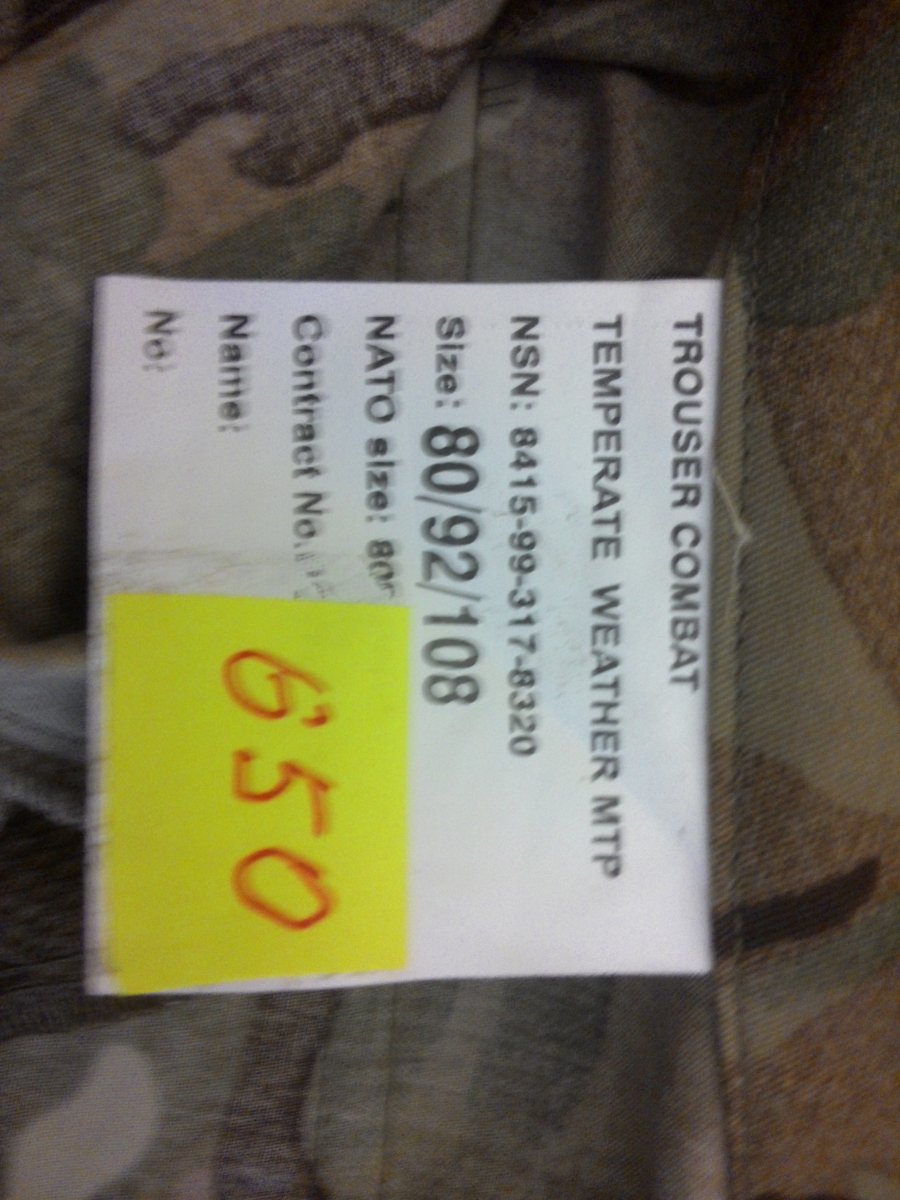 TROUSER COMBAT
TEMPERATE WEATHER MTP
NSN: 8415-99-317-8320
Size: 80/92/108
NATO size:
Contract No.
Name:
No:
650